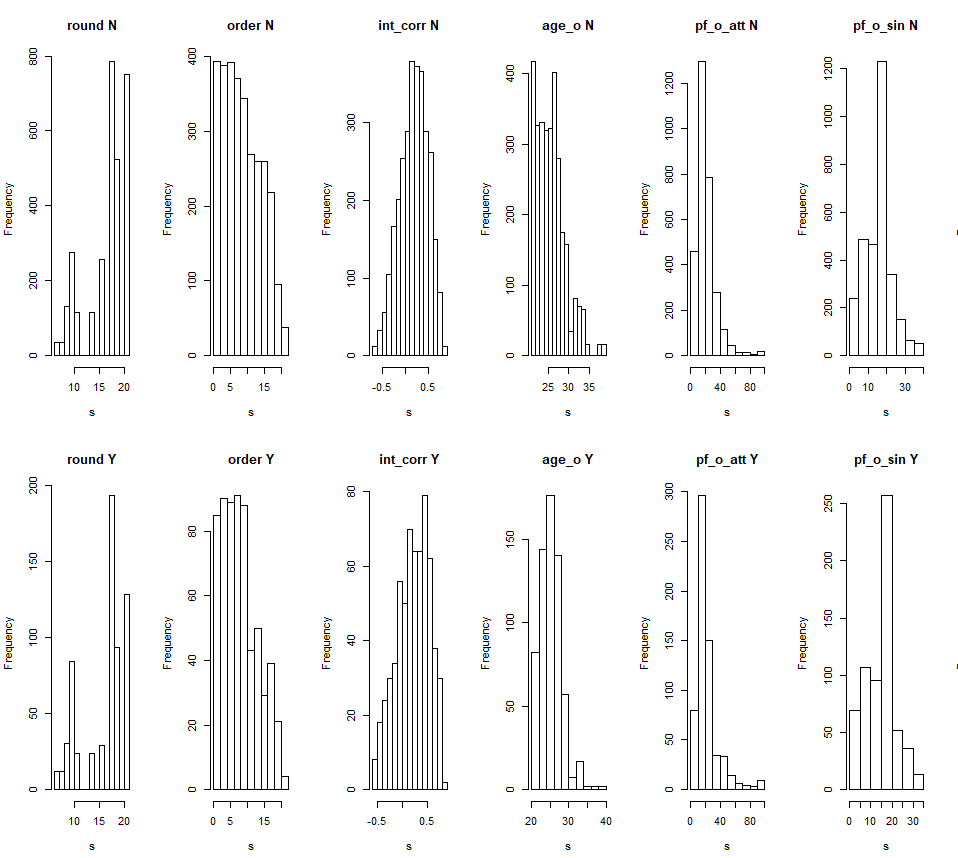 round N
order N
int_corr N
age_o N
pf_o_att N
pf_o_sin N
Frequency
0 200 400 600 800
10 15 20
s
Frequency
0 100 200 300 400
0 5 15
s
Frequency
0 100 200 300
-0.5 0.5
s
Frequency
0 100 200 300 400
25 30 35
s
Frequency
0 200 400 600 800 1000 1200
0 40 80
s
Frequency
0 200 400 600 800 1000 1200
0 10 30
s
round Y
order Y
int_corr Y
age_o Y
pf_o_att Y
pf_o_sin Y
Frequency
0 50 100 150 200
10 15 20
s
Frequency
0 20 40 60 80
0 5 15
s
Frequency
0 20 40 60 80
-0.5 0.5
s
Frequency
0 50 100 150
20 30 40
s
Frequency
0 50 100 150 200 250 300
0 40 80
s
Frequency
0 50 100 150 200 250
0 10 20 30
s